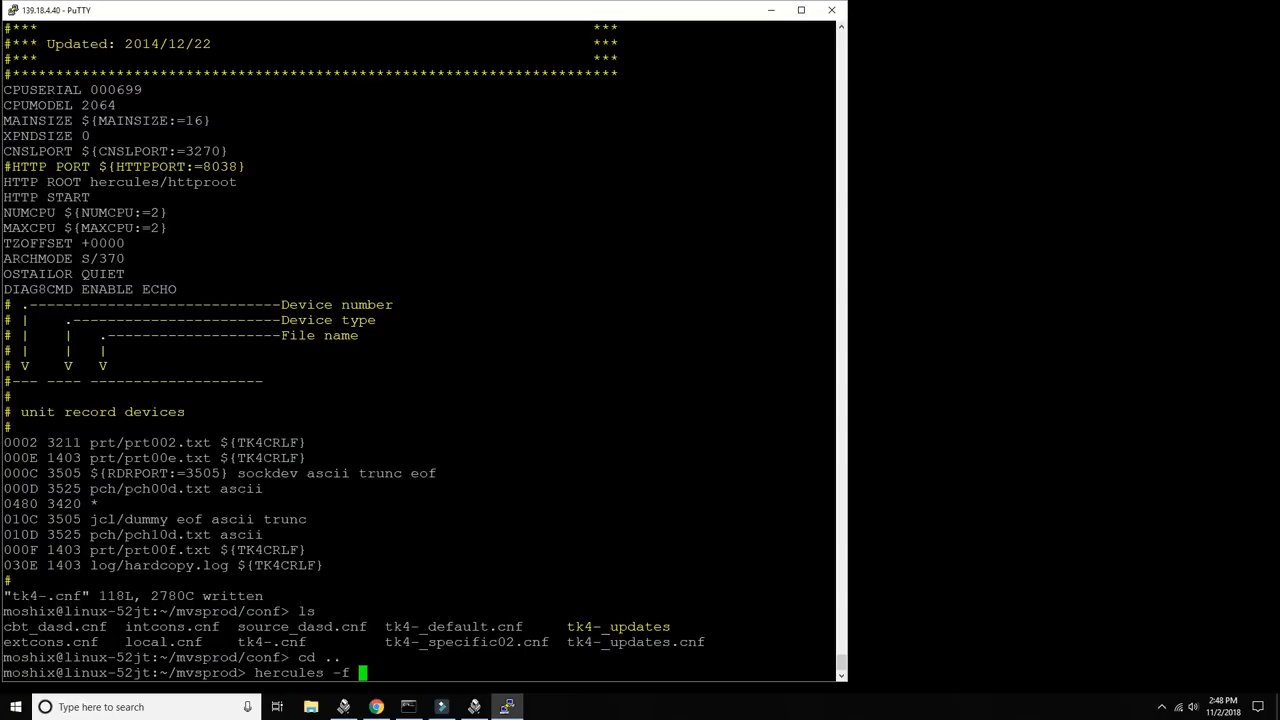 139.18.4.40 - PuTTY
#*** ***
#*** Updated: 2014/12/22 ***
#*** ***
#***********************************************************************
CPUSERIAL 000699
CPUMODEL 2064
MAINSIZE ${MAINSIZE:=16}
XPNDSIZE 0
CNSLPORT ${CNSLPORT:=3270}
#HTTP PORT ${HTTPPORT:=8038}
HTTP ROOT hercules/httproot
HTTP START
NUMCPU ${NUMCPU:=2}
MAXCPU ${MAXCPU:=2}
TZOFFSET +0000
ARCHMODE S/370
OSTAILOR QUIET
DIAG8CMD ENABLE ECHO
# .-----------------------------Device number
# | .------------------------Device type
# | | .--------------------File name
# | | |
# V V V
#--- ---- --------------------
#
# unit record devices
#
0002 3211 prt/prt002.txt ${TK4CRLF}
000E 1403 prt/prt00e.txt ${TK4CRLF}
000C 3505 ${RDRPORT:=3505} sockdev ascii trunc eof
000D 3525 pch/pch00d.txt ascii
0480 3420 *
010C 3505 jcl/dummy eof ascii trunc
010D 3525 pch/pch10d.txt ascii
000F 1403 prt/prt00f.txt ${TK4CRLF}
030E 1403 log/hardcopy.log ${TK4CRLF}
#
"tk4-.cnf" 118L, 2780C written
moshix@linux-52jt:~/mvsprod/conf> ls
cbt_dasd.cnf intcons.cnf source_dasd.cnf tk4-_default.cnf tk4-_updates
extcons.cnf local.cnf tk4-.cnf tk4-_specific02.cnf tk4-_updates.cnf
moshix@linux-52jt:~/mvsprod/conf> cd ..
moshix@linux-52jt:~/mvsprod> hercules -f
Type here to search
2:48 PM
11/2/2018